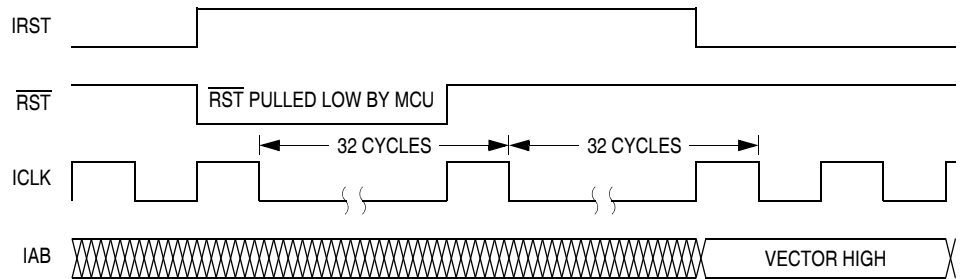 IRST
RST
RST PULLED LOW BY MCU
32 CYCLES
32 CYCLES
ICLK
IAB
VECTOR HIGH